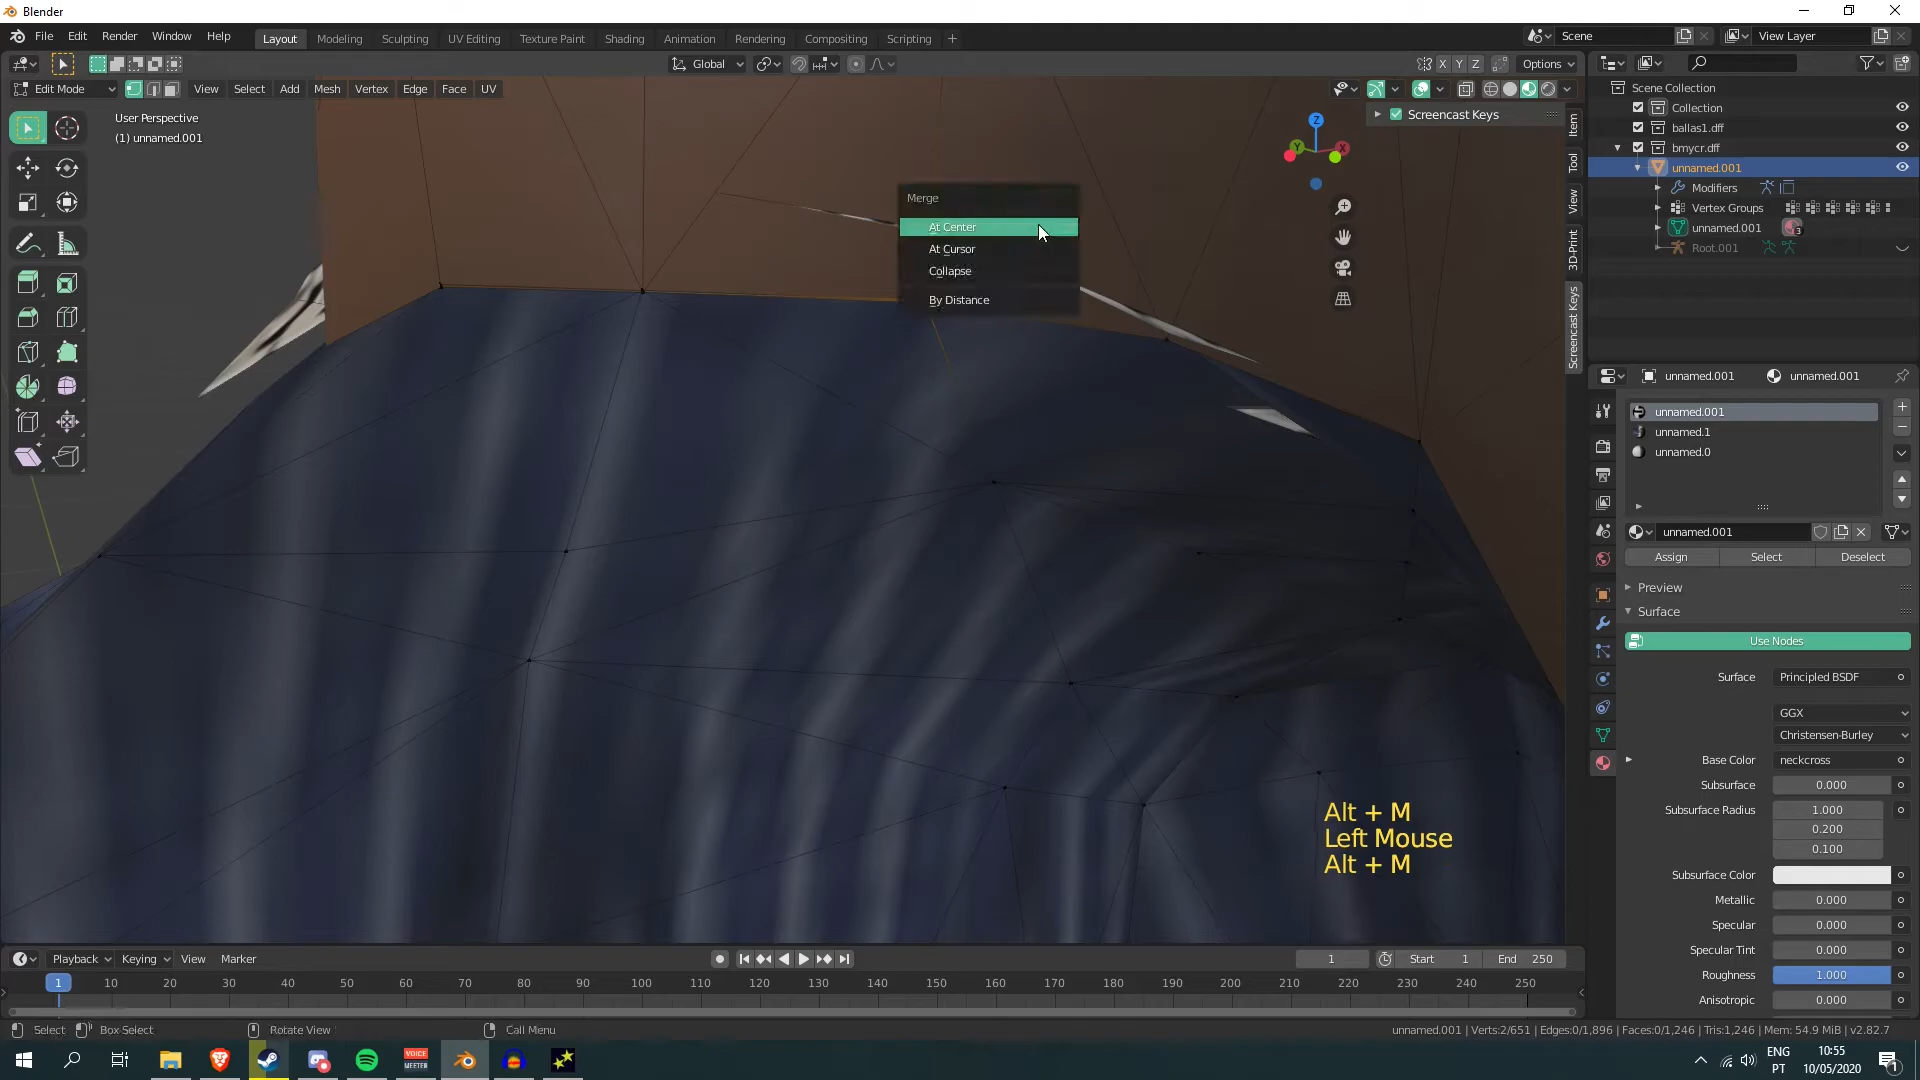 Blender
File Edit Render Window Help
Layout Modeling Sculpting UV Editing Texture Paint Shading Animation Rendering Compositing Scripting
Scene
View Layer
Global
X Y Z
Options
Edit Mode
View Select Add Mesh Vertex Edge Face UV
User Perspective
(1) unnamed.001
Screencast Keys
Z
Y
X
Item
Tool
View
3D-Print
Screencast Keys
Merge
At Center
At Cursor
Collapse
By Distance
Alt + M
Left Mouse
Alt + M
Scene Collection
Collection
ballas1.dff
bmycr.dff
unnamed.001
Modifiers
Vertex Groups
unnamed.001
3
Root.001
unnamed.001
unnamed.001
unnamed.001
unnamed.1
unnamed.0
unnamed.001
Assign Select Deselect
Preview
Surface
Use Nodes
Surface Principled BSDF
GGX
Christensen-Burley
Base Color neckcross
Subsurface 0.000
Subsurface Radius 1.000
0.200
0.100
Subsurface Color
Metallic 0.000
Specular 0.000
Specular Tint 0.000
Roughness 1.000
Anisotropic 0.000
Playback Keying View Marker
1
Start 1
End 250
1 10 20 30 40 50 60 70 80 90 100 110 120 130 140 150 160 170 180 190 200 210 220 230 240 250
Select Box Select Rotate View Call Menu
unnamed.001 | Verts:2/651 | Edges:0/1,896 | Faces:0/1,246 | Tris:1,246 | Mem: 54.9 MiB | v2.82.7
VOICE
MEETER
ENG
PT
10:55
10/05/2020
1